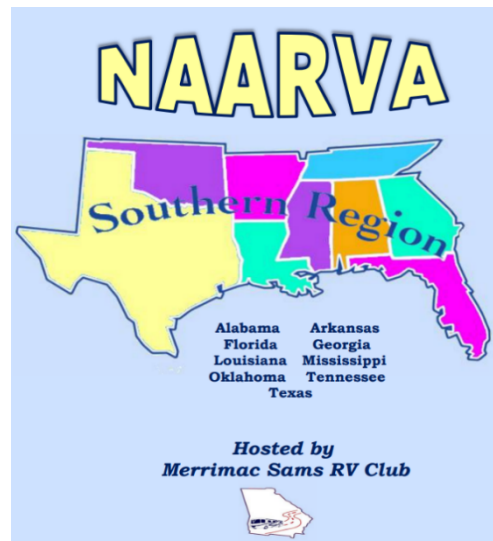 NAARVA
Southern Region
Alabama Arkansas
Florida Georgia
Louisiana Mississippi
Oklahoma Tennessee
Texas
Hosted by
Merrimac Sams RV Club